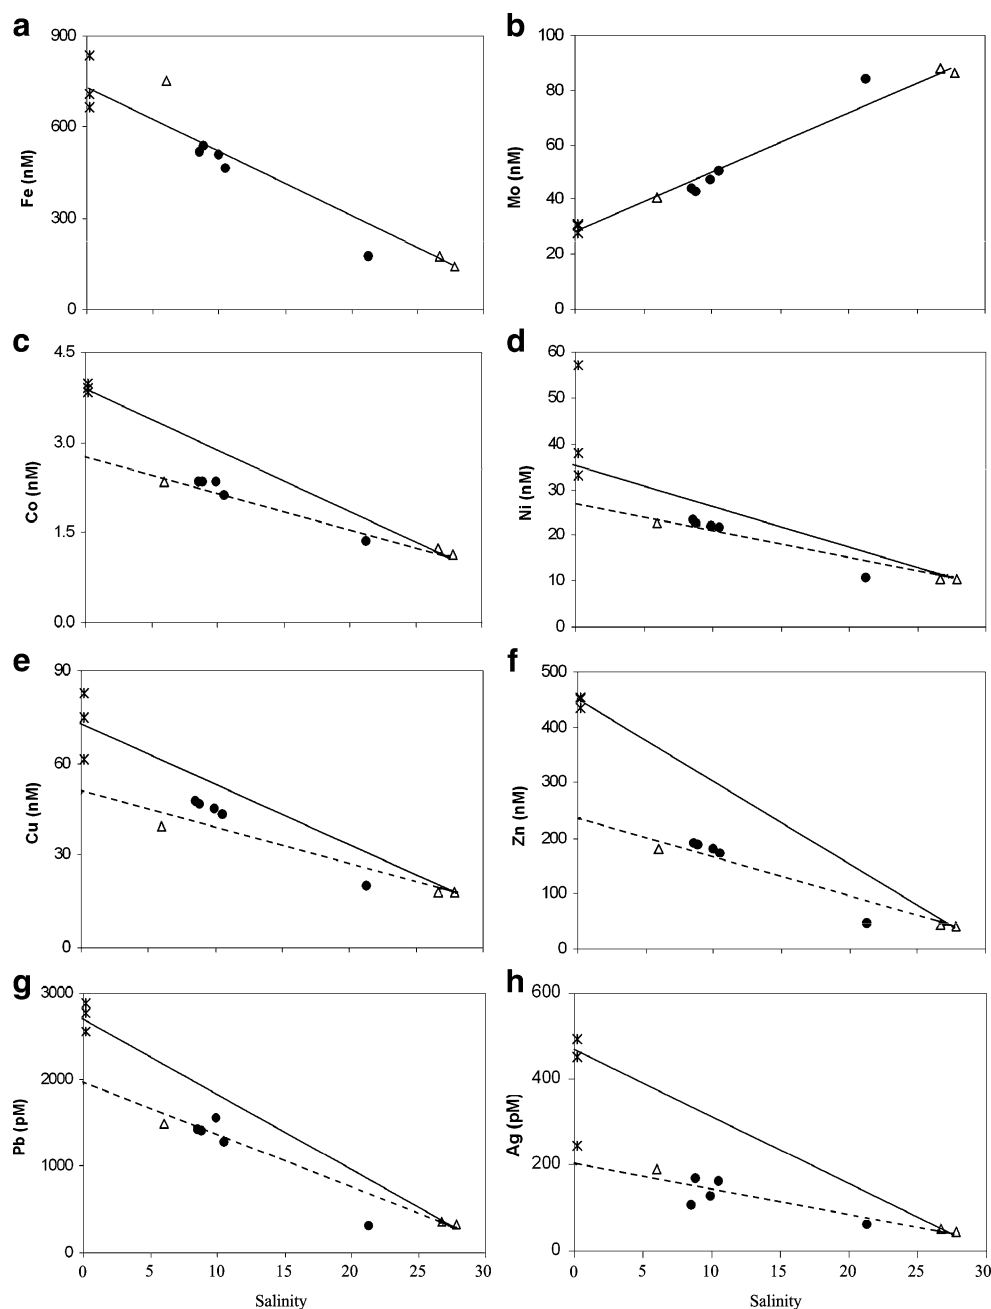 a
900
600
300
0
Fe (nM)
b
100
80
60
40
20
0
Mo (nM)
c
4.5
3.0
1.5
0.0
Co (nM)
d
60
50
40
30
20
10
0
Ni (nM)
e
90
60
30
0
Cu (nM)
f
500
400
300
200
100
0
Zn (nM)
g
3000
2000
1000
0
Pb (pM)
0 5 10 15 20 25 30
Salinity
h
600
400
200
0
Ag (pM)
0 5 10 15 20 25 30
Salinity